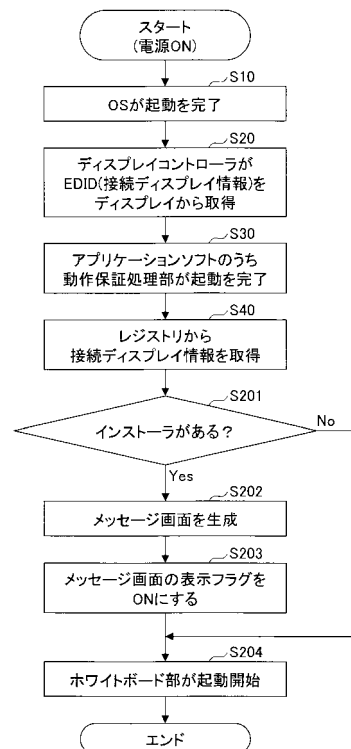 スタート
(電源ON)
S10
OSが起動を完了
S20
ディスプレイコントローラが
EDID(接続ディスプレイ情報)を
ディスプレイから取得
S30
アプリケーションソフトのうち
動作保証処理部が起動を完了
S40
レジストリから
接続ディスプレイ情報を取得
S201
インストーラがある?
No
Yes
S202
メッセージ画面を生成
S203
メッセージ画面の表示フラグを
ONにする
S204
ホワイトボード部が起動開始
エンド